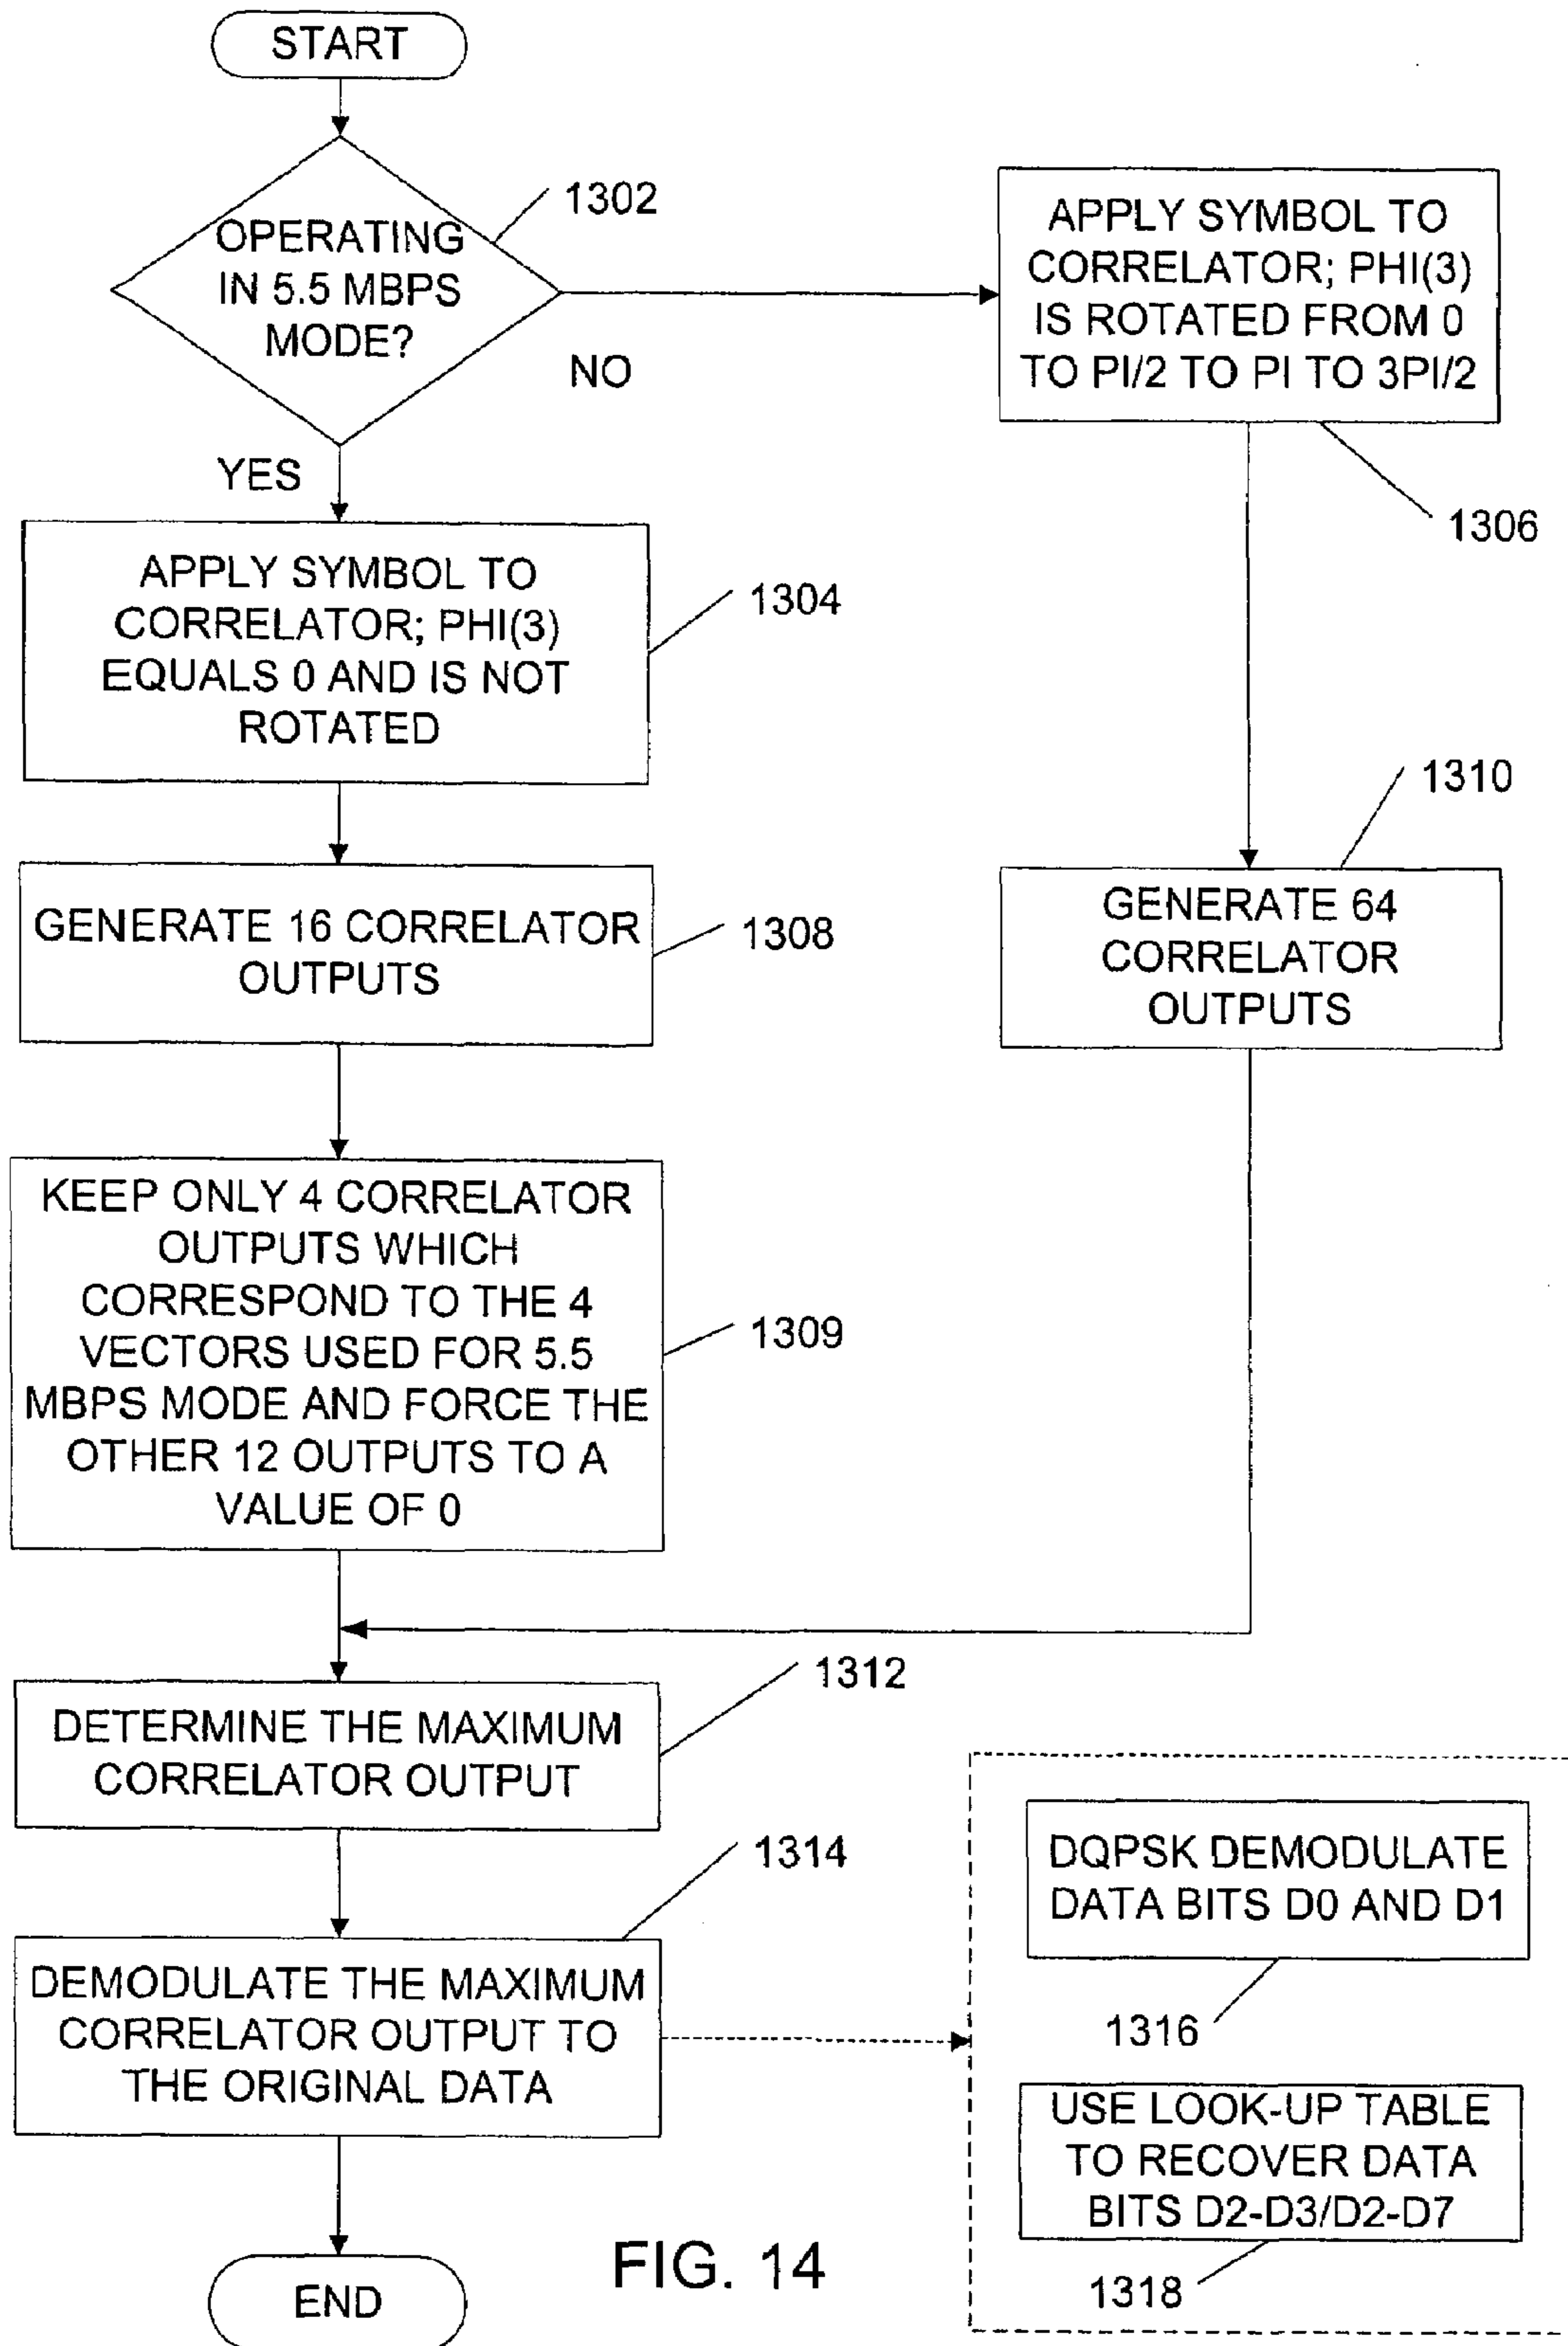 START
1302
OPERATING
IN 5.5 MBPS
MODE?
NO
YES
APPLY SYMBOL TO
CORRELATOR; PHI(3)
IS ROTATED FROM 0
TO PI/2 TO PI TO 3PI/2
1306
APPLY SYMBOL TO
CORRELATOR; PHI(3)
EQUALS 0 AND IS NOT
ROTATED
1304
GENERATE 16 CORRELATOR
OUTPUTS
1308
1310
GENERATE 64
CORRELATOR
OUTPUTS
KEEP ONLY 4 CORRELATOR
OUTPUTS WHICH
CORRESPOND TO THE 4
VECTORS USED FOR 5.5
MBPS MODE AND FORCE THE
OTHER 12 OUTPUTS TO A
VALUE OF 0
1309
1312
DETERMINE THE MAXIMUM
CORRELATOR OUTPUT
1314
DEMODULATE THE MAXIMUM
CORRELATOR OUTPUT TO
THE ORIGINAL DATA
DQPSK DEMODULATE
DATA BITS D0 AND D1
1316
USE LOOK-UP TABLE
TO RECOVER DATA
BITS D2-D3/D2-D7
1318
END
FIG. 14